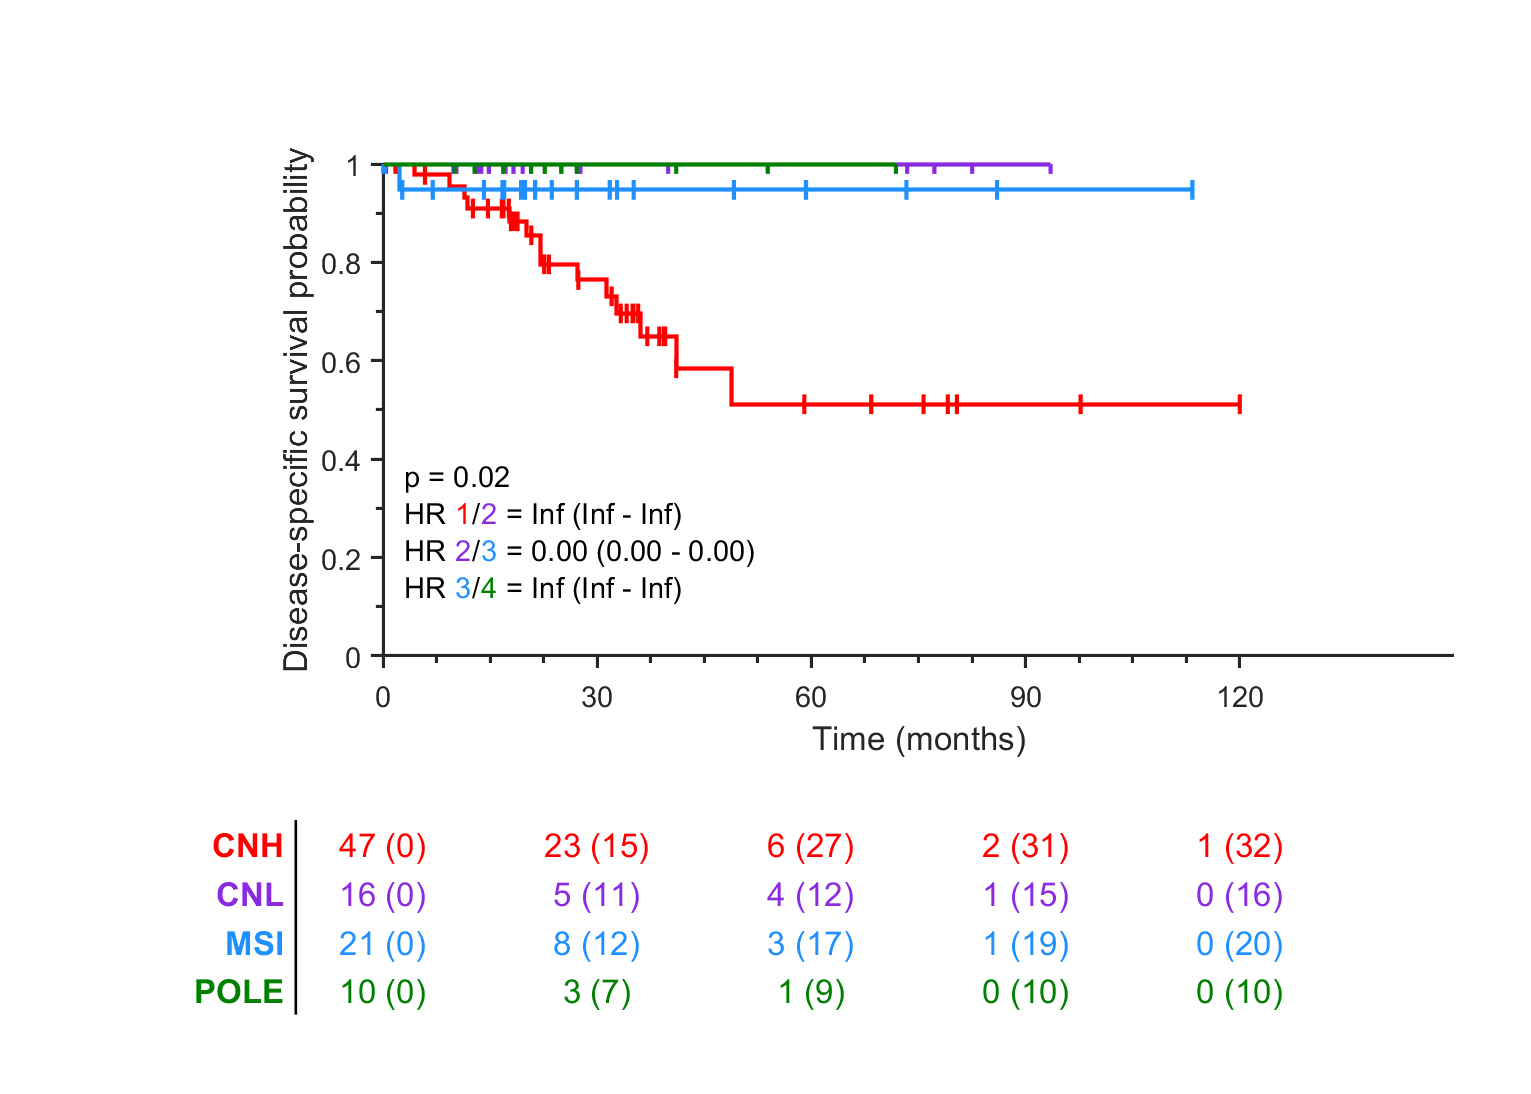 Disease-specific survival probability
1
0.8
0.6
0.4
0.2
0
p = 0.02
HR 1/2 = Inf (Inf - Inf)
HR 2/3 = 0.00 (0.00 - 0.00)
HR 3/4 = Inf (Inf - Inf)
0 30 60 90 120
Time (months)
CNH 47 (0) 23 (15) 6 (27) 2 (31) 1 (32)
CNL 16 (0) 5 (11) 4 (12) 1 (15) 0 (16)
MSI 21 (0) 8 (12) 3 (17) 1 (19) 0 (20)
POLE 10 (0) 3 (7) 1 (9) 0 (10) 0 (10)